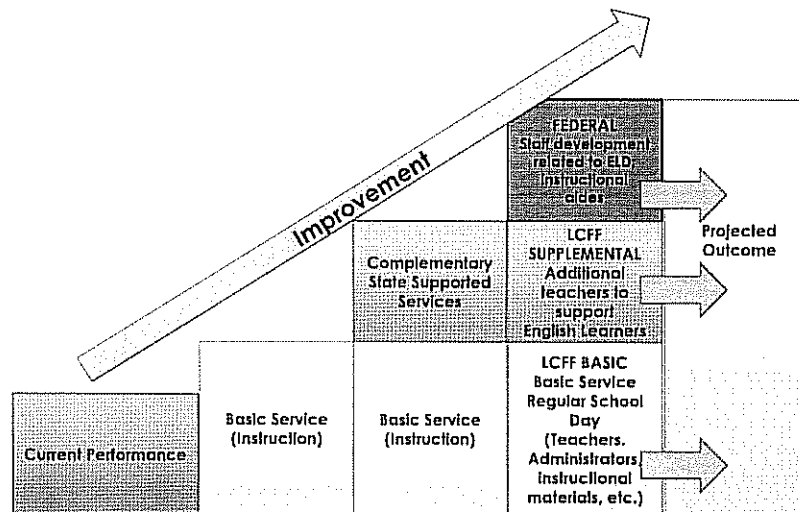 Improvement
FEDERAL
Staff development
related to ELD,
instructional
aides
Projected
Outcome
Complementary
State Supported
Services
LCFF
SUPPLEMENTAL
Additional
teachers to
support
English Learners
Current Performance
Basic Service
(Instruction)
Basic Service
(Instruction)
LCFF BASIC
Basic Service
Regular School
Day
(Teachers.
Administrators,
Instructional
materials, etc.)